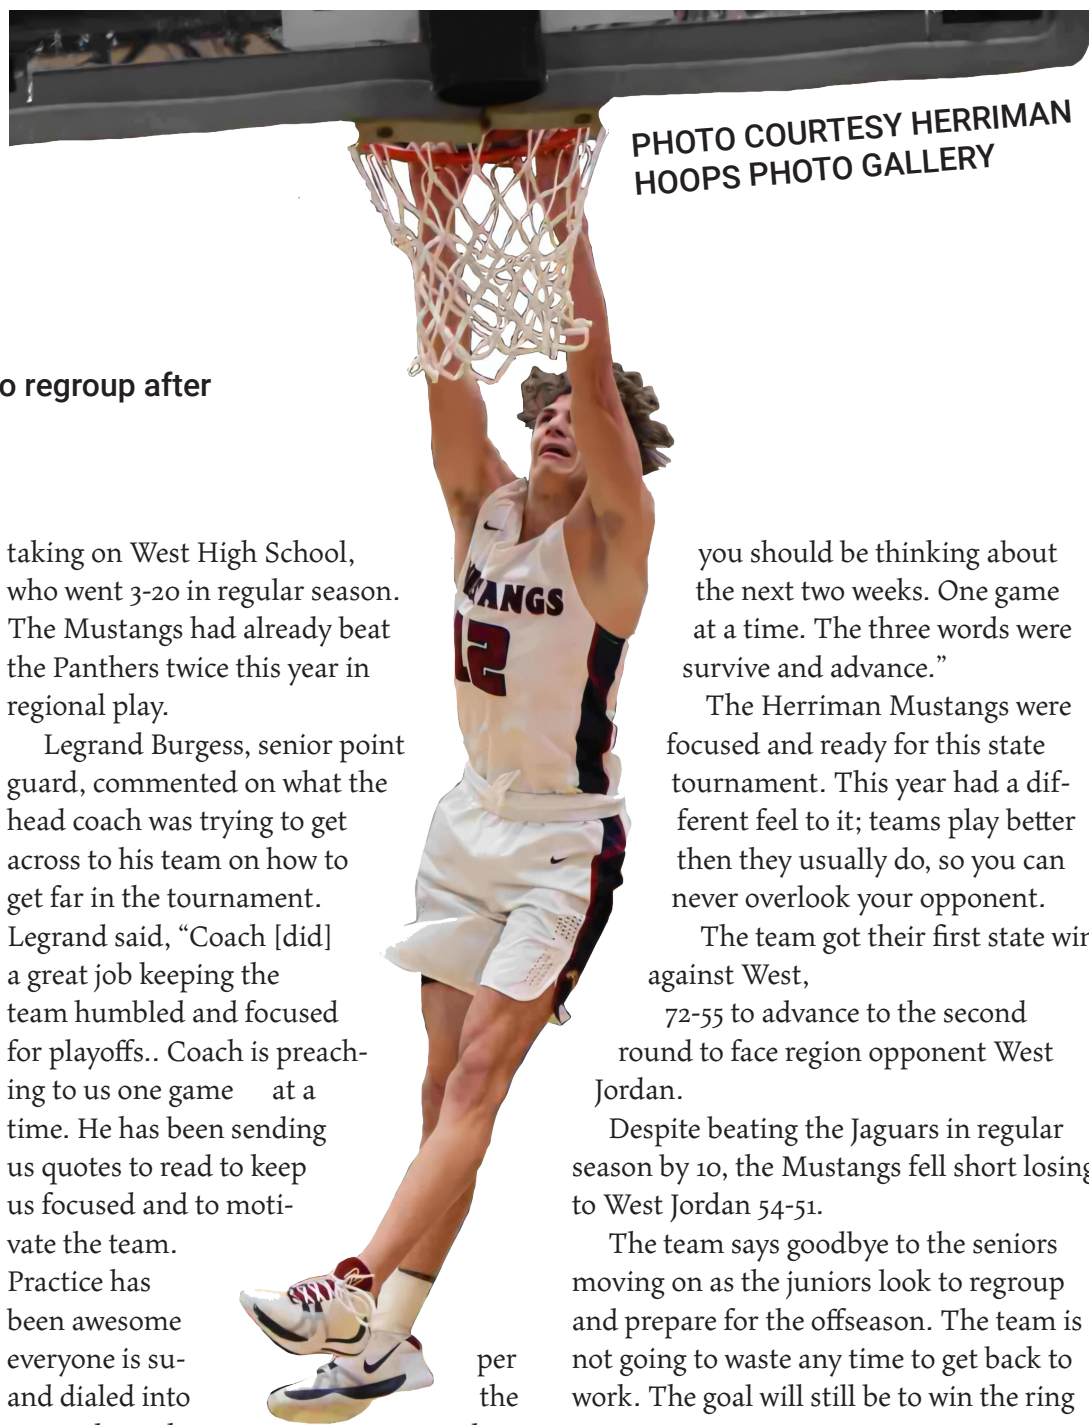 PHOTO COURTESY HERRIMAN
HOOPS PHOTO GALLERY
o regroup after
ANGS
12
taking on West High School,
who went 3-20 in regular season.
The Mustangs had already beat
the Panthers twice this year in
regional play.
Legrand Burgess, senior point
guard, commented on what the
head coach was trying to get
across to his team on how to
get far in the tournament.
Legrand said, “Coach [did]
a great job keeping the
team humbled and focused
for playoffs.. Coach is preach-
ing to us one game at a
time. He has been sending
us quotes to read to keep
us focused and to moti-
vate the team.
Practice has
been awesome
everyone is su- per
and dialed into the
you should be thinking about
the next two weeks. One game
at a time. The three words were
survive and advance.”
The Herriman Mustangs were
focused and ready for this state
tournament. This year had a dif-
ferent feel to it; teams play better
then they usually do, so you can
never overlook your opponent.
The team got their first state win
against West,
72-55 to advance to the second
round to face region opponent West
Jordan.
Despite beating the Jaguars in regular
season by 10, the Mustangs fell short losing
to West Jordan 54-51.
The team says goodbye to the seniors
moving on as the juniors look to regroup
and prepare for the offseason. The team is
not going to waste any time to get back to
work. The goal will still be to win the ring